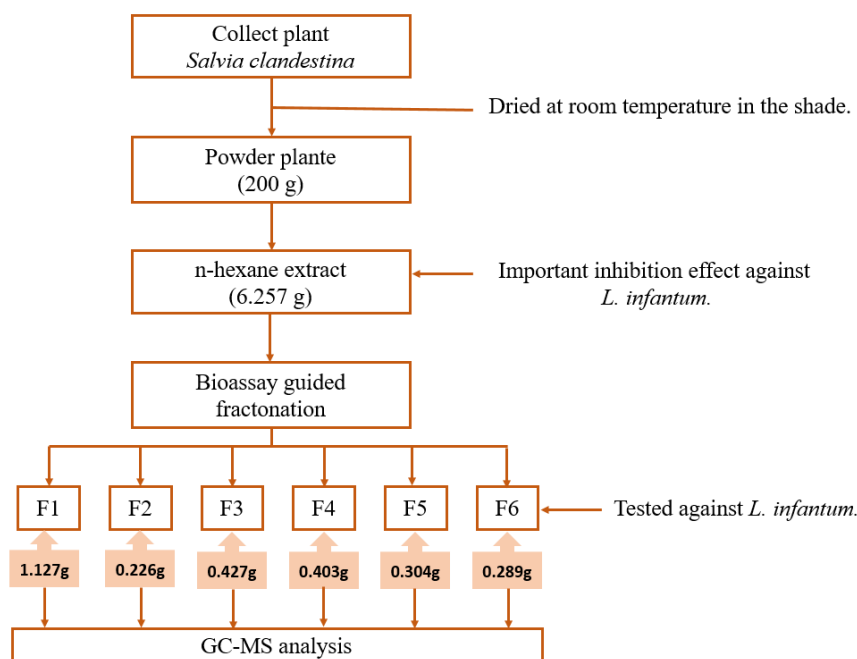 Collect plant
Salvia clandestina
Dried at room temperature in the shade.
Powder plante
(200 g)
n-hexane extract
(6.257 g)
Important inhibition effect against
L. infantum.
Bioassay guided
fractonation
F1 F2 F3 F4 F5 F6
Tested against L. infantum.
1.127g 0.226g 0.427g 0.403g 0.304g 0.289g
GC-MS analysis